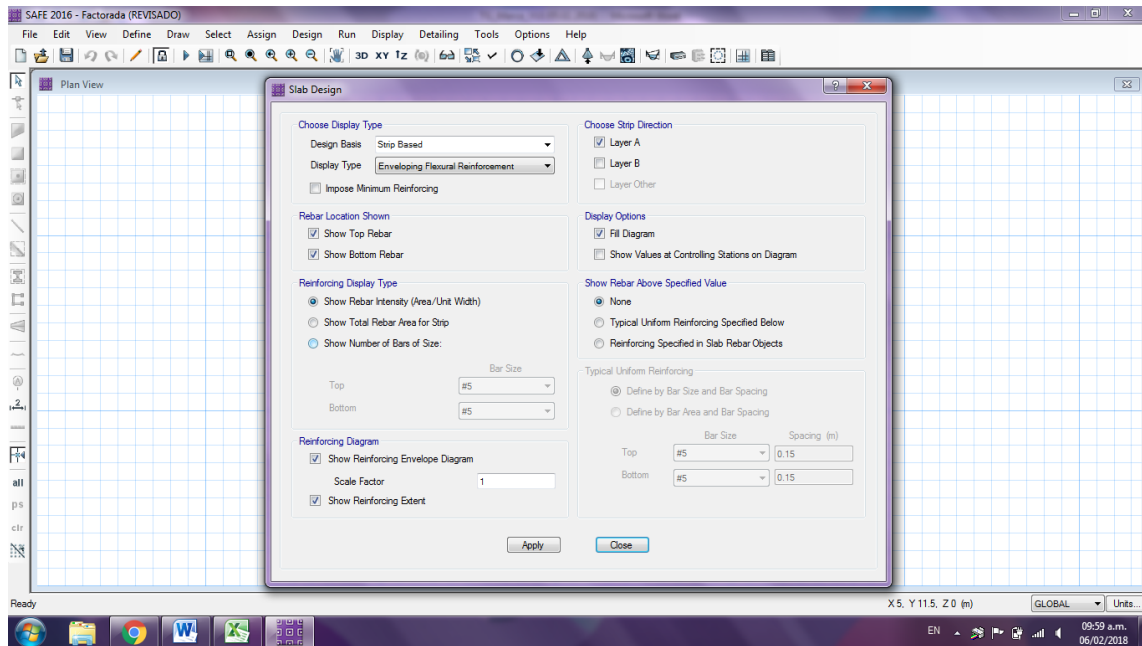 SAFE 2016 - Factorada (REVISADO)
File Edit View Define Draw Select Assign Design Run Display Detailing Tools Options Help
3D XY
Plan View
Slab Design
Choose Display Type
Design Basis Strip Based
Display Type Enveloping Flexural Reinforcement
Impose Minimum Reinforcing
Choose Strip Direction
Layer A
Layer B
Layer Other
Rebar Location Shown
Show Top Rebar
Show Bottom Rebar
Display Options
Fill Diagram
Show Values at Controlling Stations on Diagram
Reinforcing Display Type
Show Rebar Intensity (Area/Unit Width)
Show Total Rebar Area for Strip
Show Number of Bars of Size:
Bar Size
Top #5
Bottom #5
Show Rebar Above Specified Value
None
Typical Uniform Reinforcing Specified Below
Reinforcing Specified in Slab Rebar Objects
Typical Uniform Reinforcing
Define by Bar Size and Bar Spacing
Define by Bar Area and Bar Spacing
Bar Size Spacing (m)
Top #5 0.15
Bottom #5 0.15
Reinforcing Diagram
Show Reinforcing Envelope Diagram
Scale Factor 1
Show Reinforcing Extent
Apply Close
all
ps
clr
Ready X 5, Y 11.5, Z 0 (m) GLOBAL Units...
EN 09:59 a.m.
06/02/2018